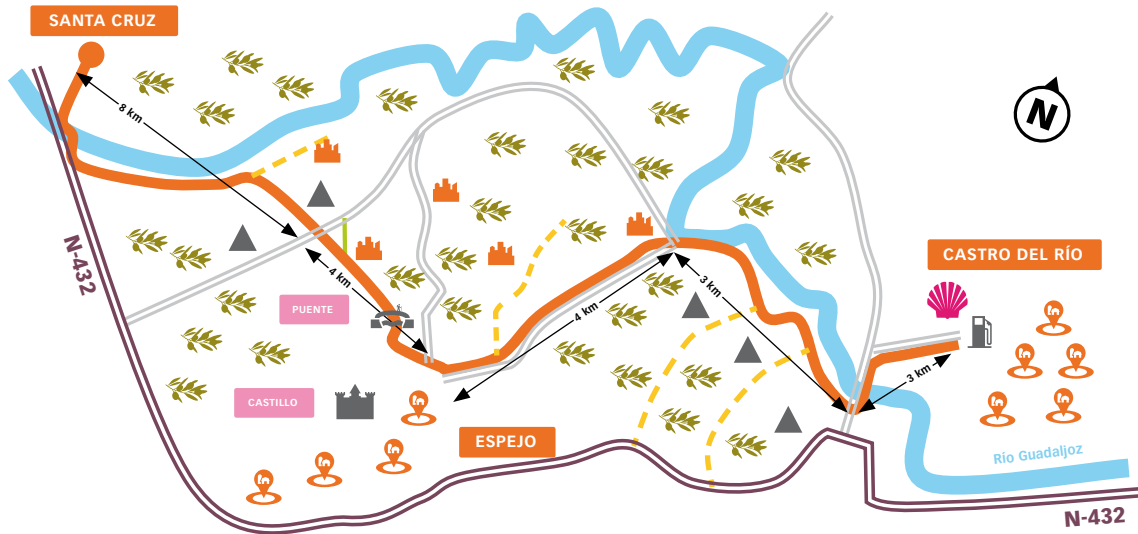 SANTA CRUZ
8 km
N
N-432
4 km
CASTRO DEL RÍO
PUENTE
3 km
4 km
3 km
CASTILLO
ESPEJO
Rio Guadaljoz
N-432